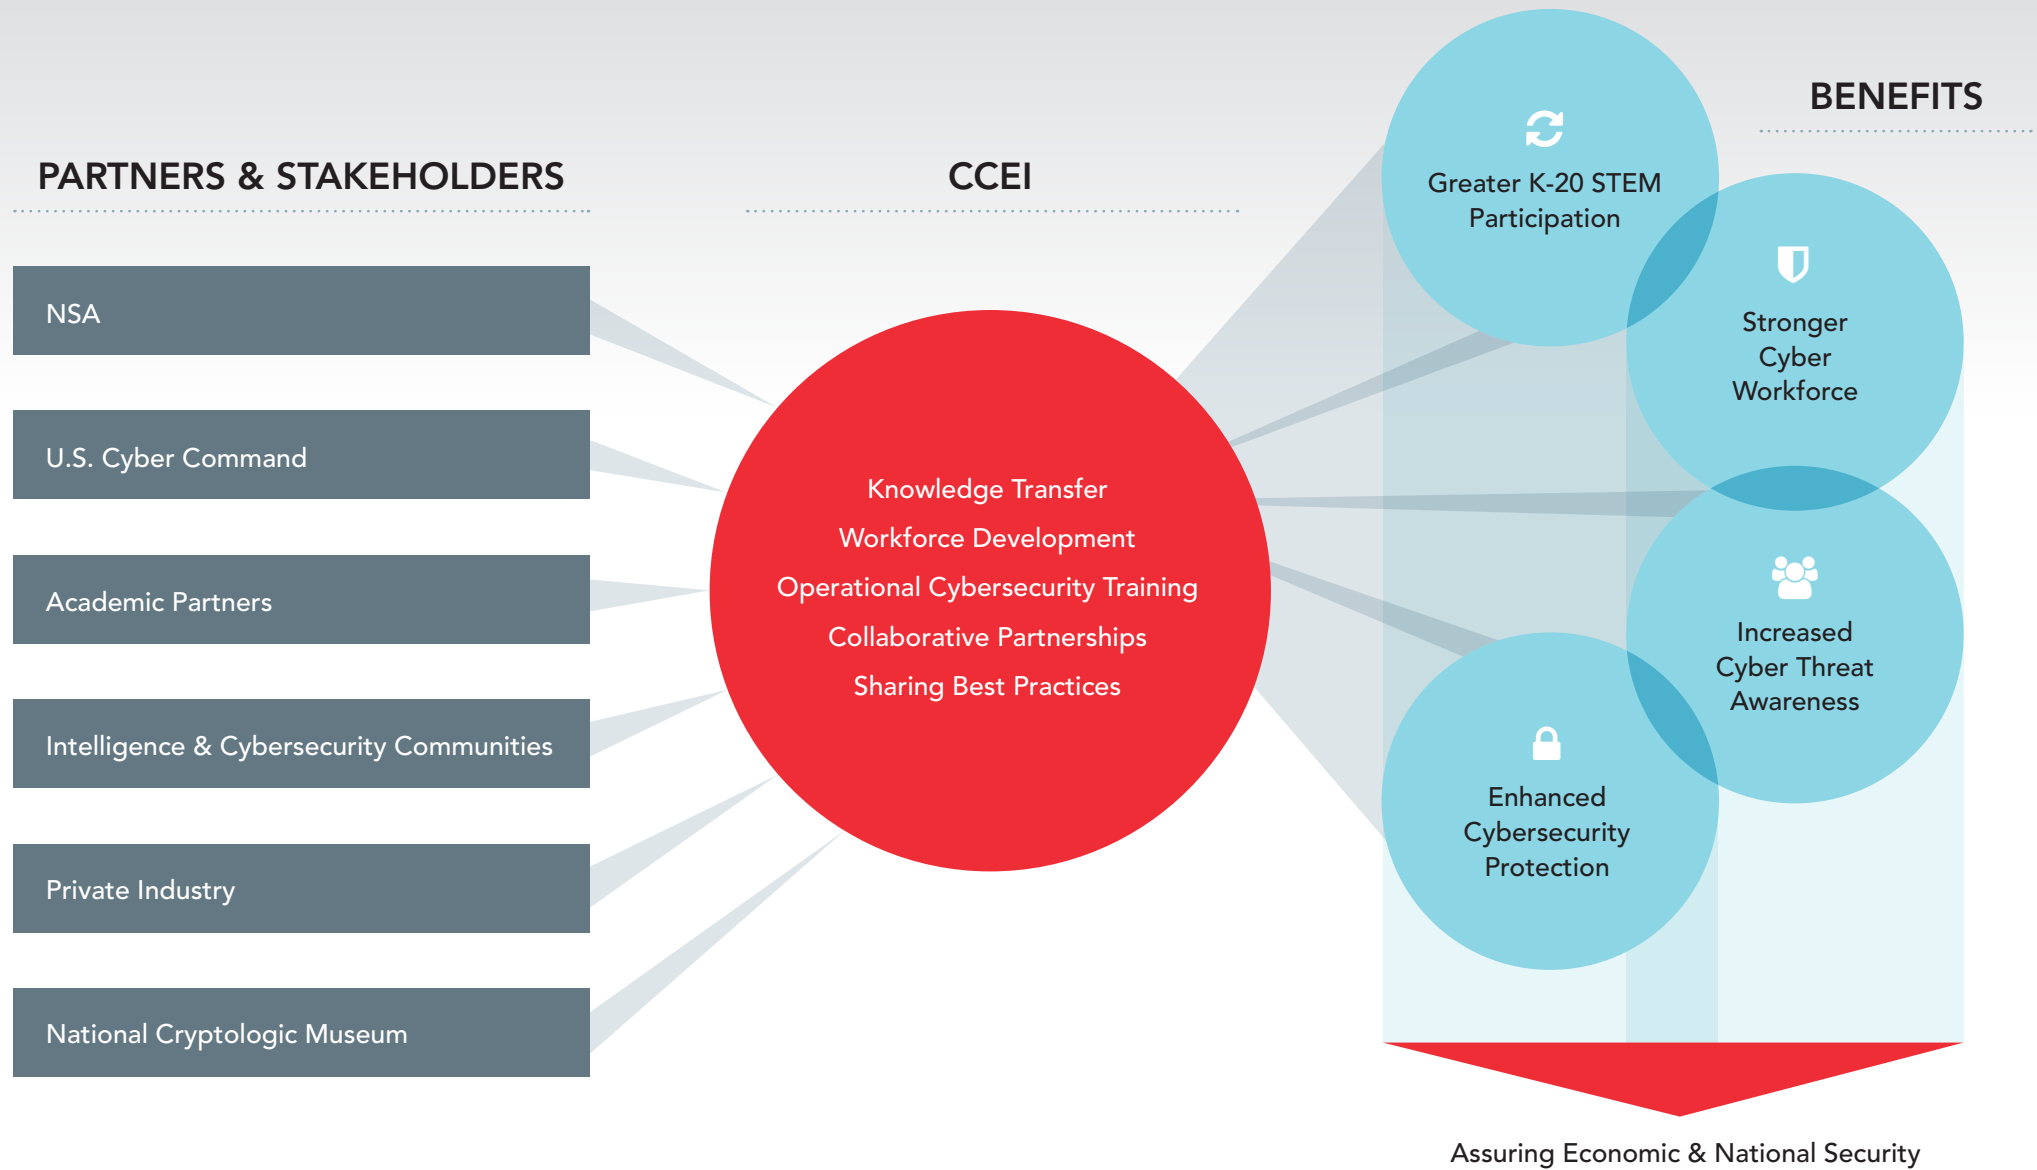 PARTNERS & STAKEHOLDERS
NSA
U.S. Cyber Command
Academic Partners
Intelligence & Cybersecurity Communities
Private Industry
National Cryptologic Museum
CCEI
Knowledge Transfer
Workforce Development
Operational Cybersecurity Training
Collaborative Partnerships
Sharing Best Practices
BENEFITS
Greater K-20 STEM
Participation
Stronger
Cyber
Workforce
Increased
Cyber Threat
Awareness
Enhanced
Cybersecurity
Protection
Assuring Economic & National Security